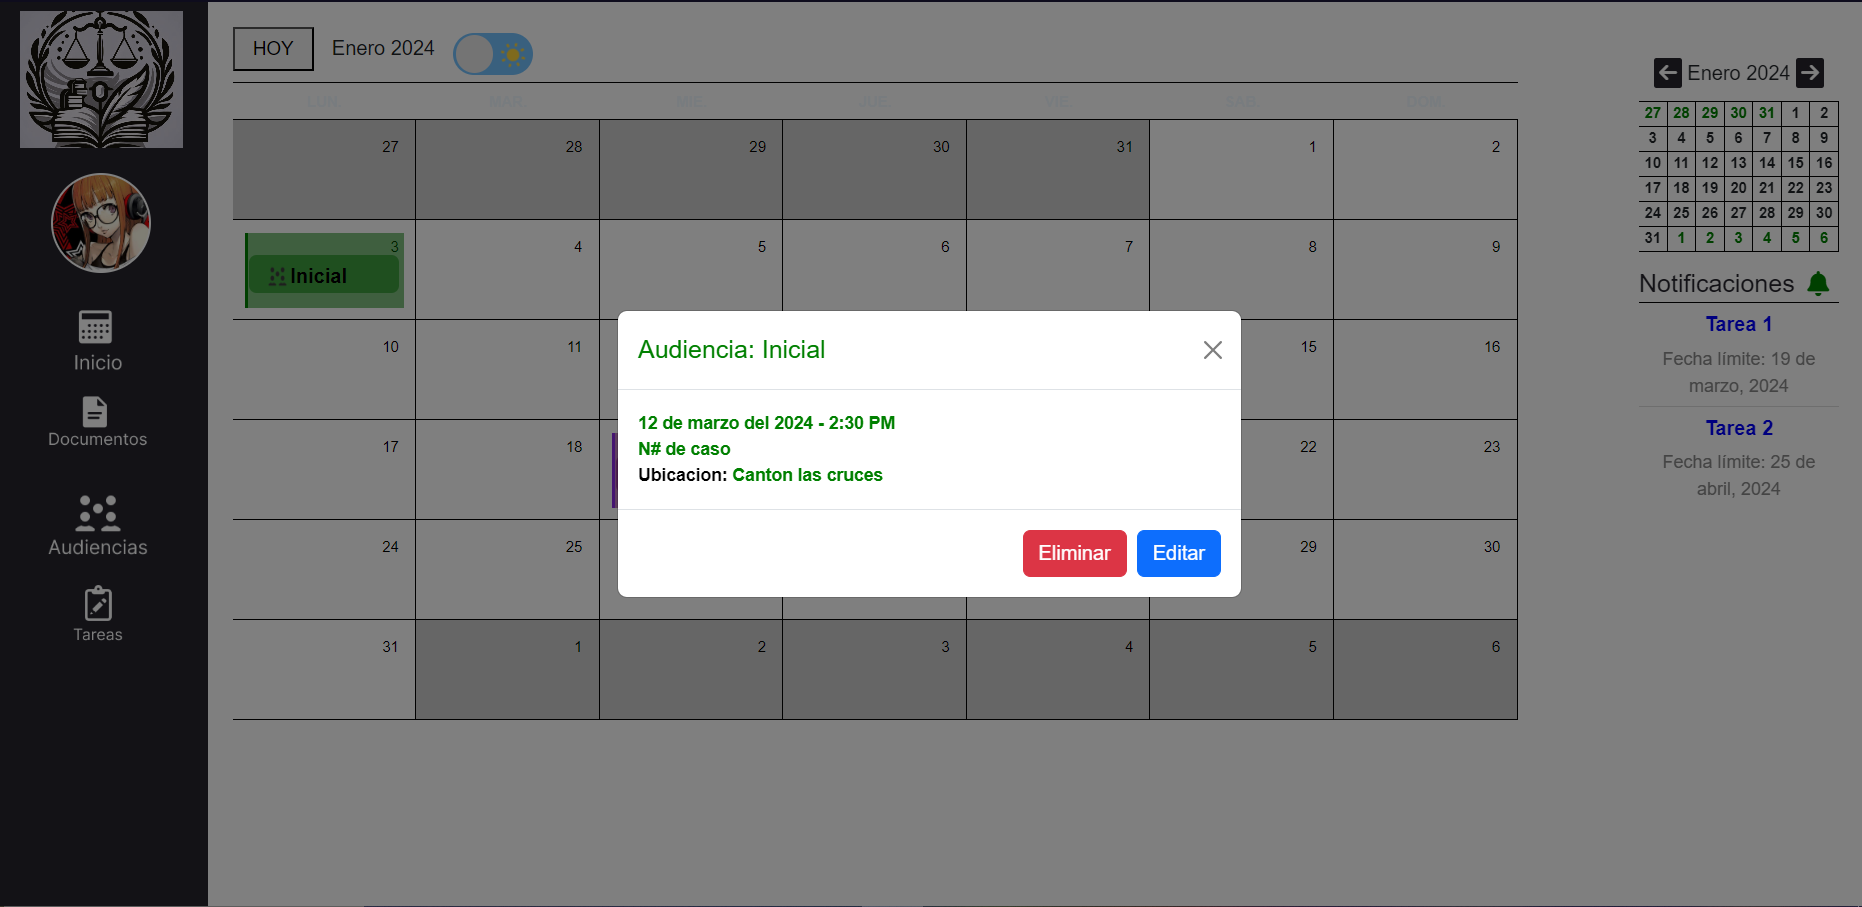 HOY Enero 2024
LUN. MAR. MIE. JUE. VIE. SAB. DOM.
27 28 29 30 31 1 2
3 4 5 6 7 8 9
Inicial
10 11 15 16
17 18 22 23
24 25 29 30
31 1 2 3 4 5 6
Inicio
Documentos
Audiencias
Tareas
Audiencia: Inicial
12 de marzo del 2024 - 2:30 PM
N# de caso
Ubicacion: Canton las cruces
Eliminar Editar
Enero 2024
27 28 29 30 31 1 2
3 4 5 6 7 8 9
10 11 12 13 14 15 16
17 18 19 20 21 22 23
24 25 26 27 28 29 30
31 1 2 3 4 5 6
Notificaciones
Tarea 1
Fecha límite: 19 de
marzo, 2024
Tarea 2
Fecha límite: 25 de
abril, 2024